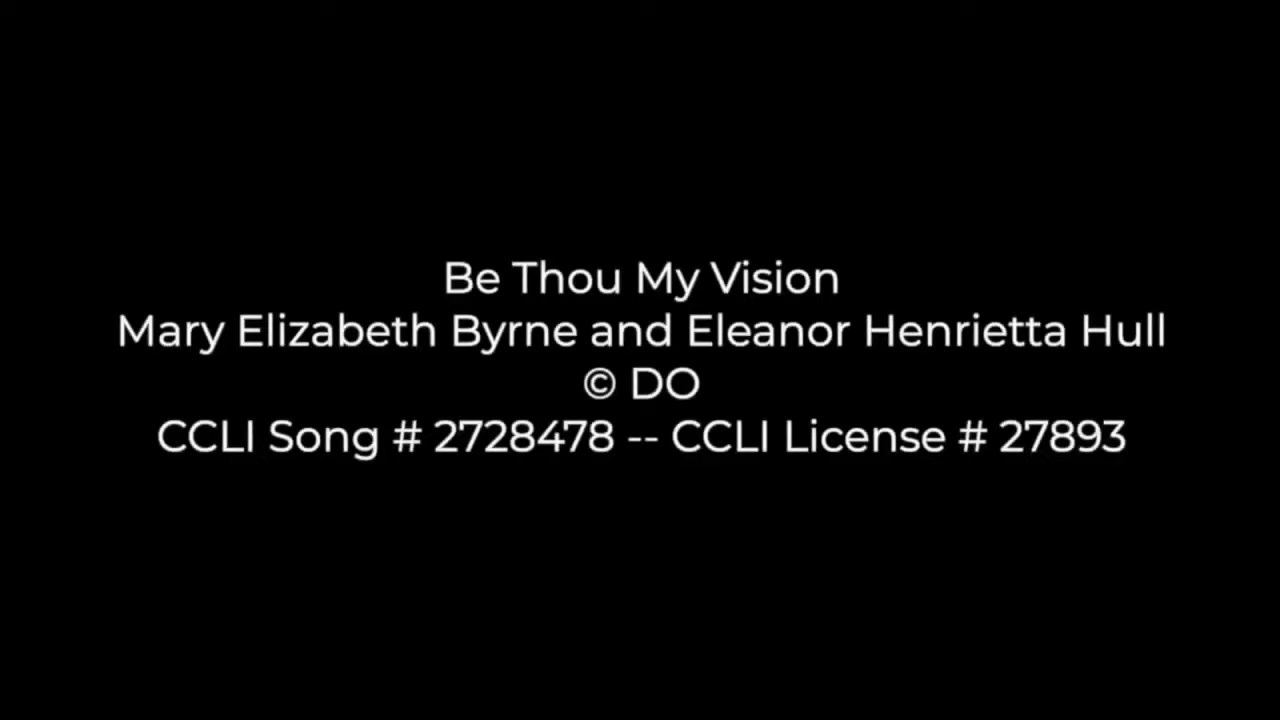 Be Thou My Vision
Mary Elizabeth Byrne and Eleanor Henrietta Hull
© DO
CCLI Song # 2728478 -- CCLI License # 27893